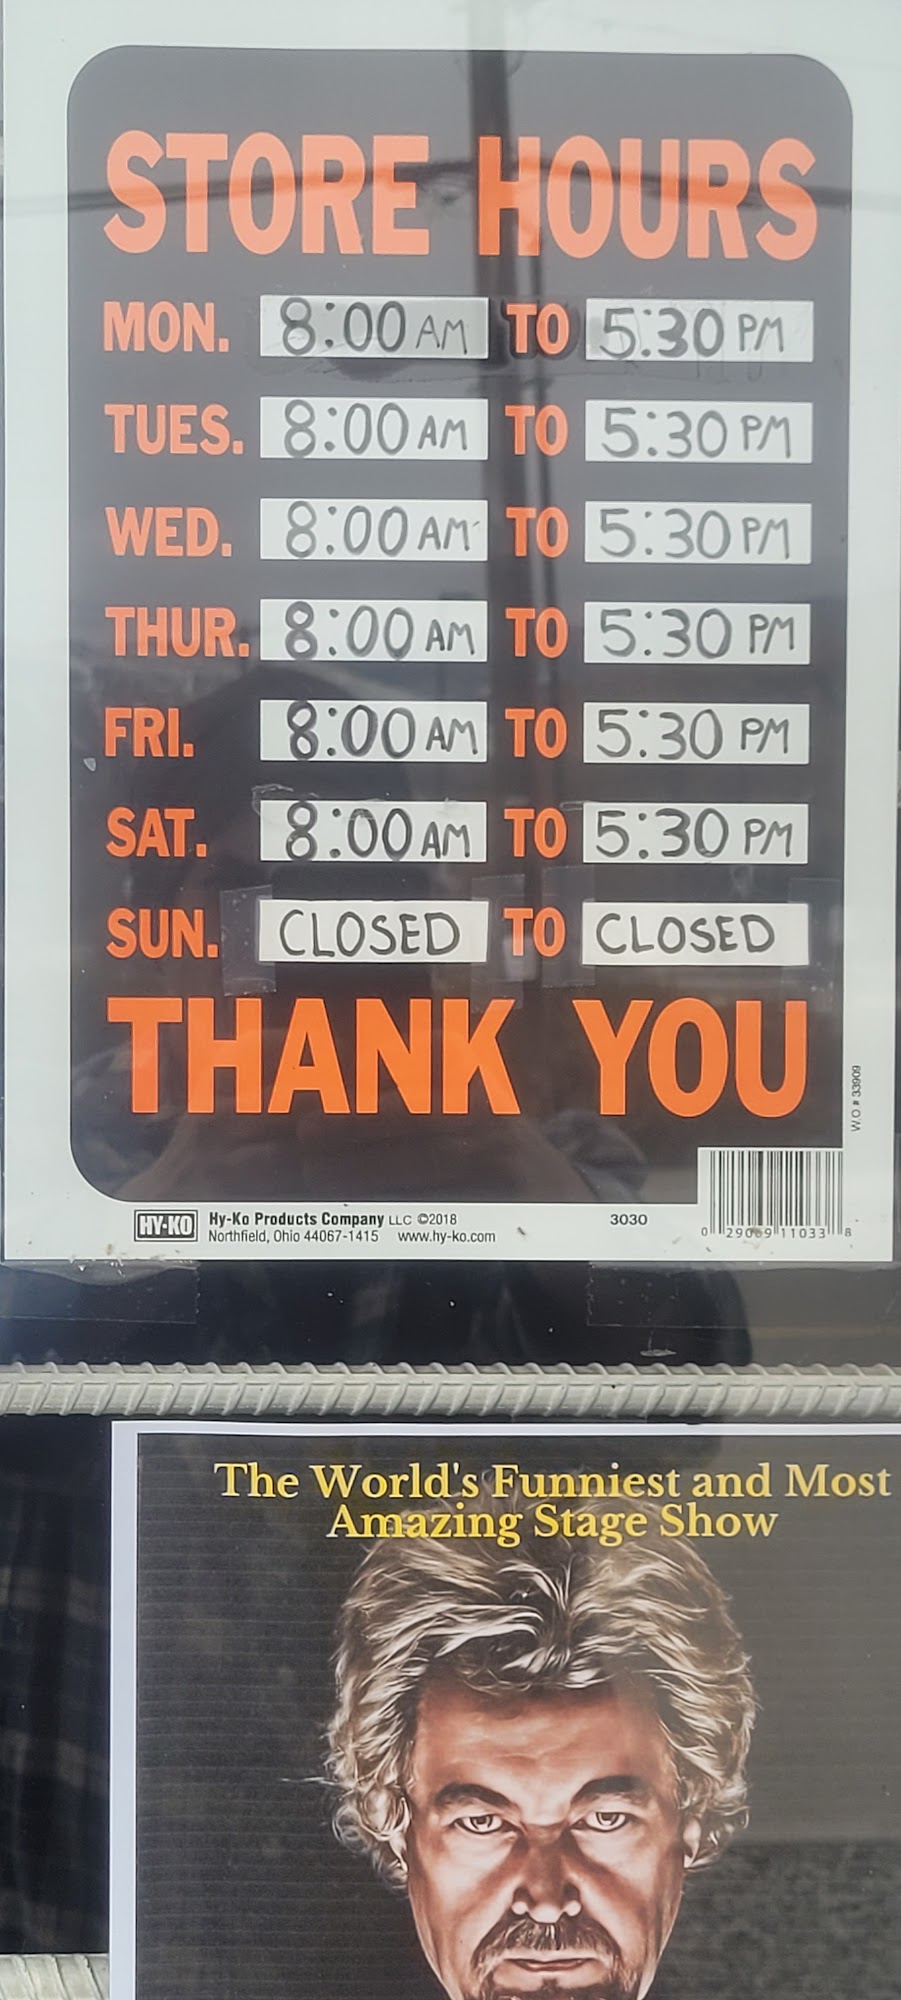 STORE HOURS
MON. 8:00 AM TO 5:30 PM
TUES. 8:00 AM TO 5:30 PM
WED. 8:00 AM TO 5:30 PM
THUR. 8:00 AM TO 5:30 PM
FRI. 8:00 AM TO 5:30 PM
SAT. 8:00 AM TO 5:30 PM
SUN. CLOSED TO CLOSED
THANK YOU
W.O # 33909
HY-KO Hy-Ko Products Company LLC ©2018 3030
Northfield, Ohio 44067-1415 www.hy-ko.com
0 29069 11033 8
The World's Funniest and Most
Amazing Stage Show